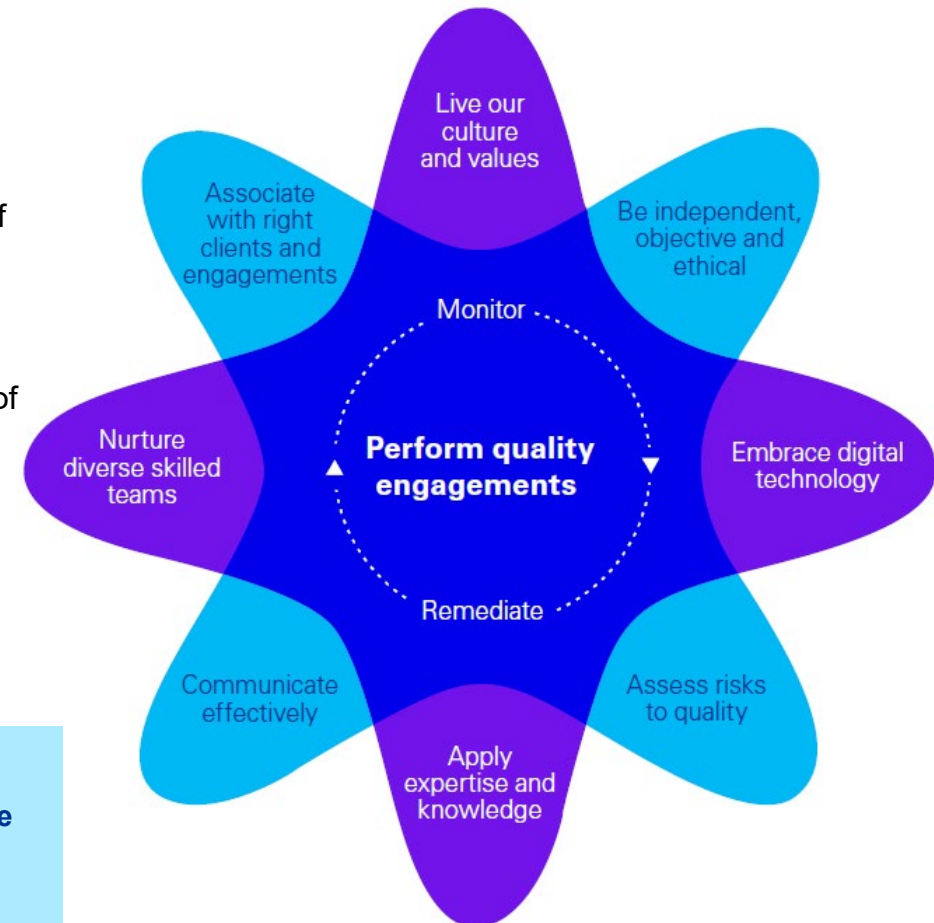 Live our
culture
and values
Associate
with right
clients and
engagements
Be independent,
objective and
ethical
f
Monitor
of
Nurture
diverse skilled
teams
Perform quality
engagements
Embrace digital
technology
Remediate
Communicate
effectively
Assess risks
to quality
Apply
expertise and
knowledge
e